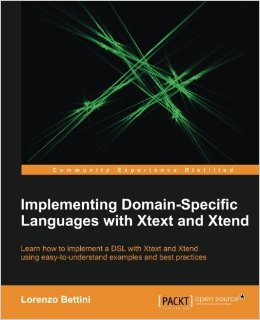 Community Experience Distilled
Implementing Domain-Specific
Languages with Xtext and Xtend
Learn how to implement a DSL with Xtext and Xtend
using easy-to-understand examples and best practices
Lorenzo Bettini
PACKT
PUBLISHING
open source